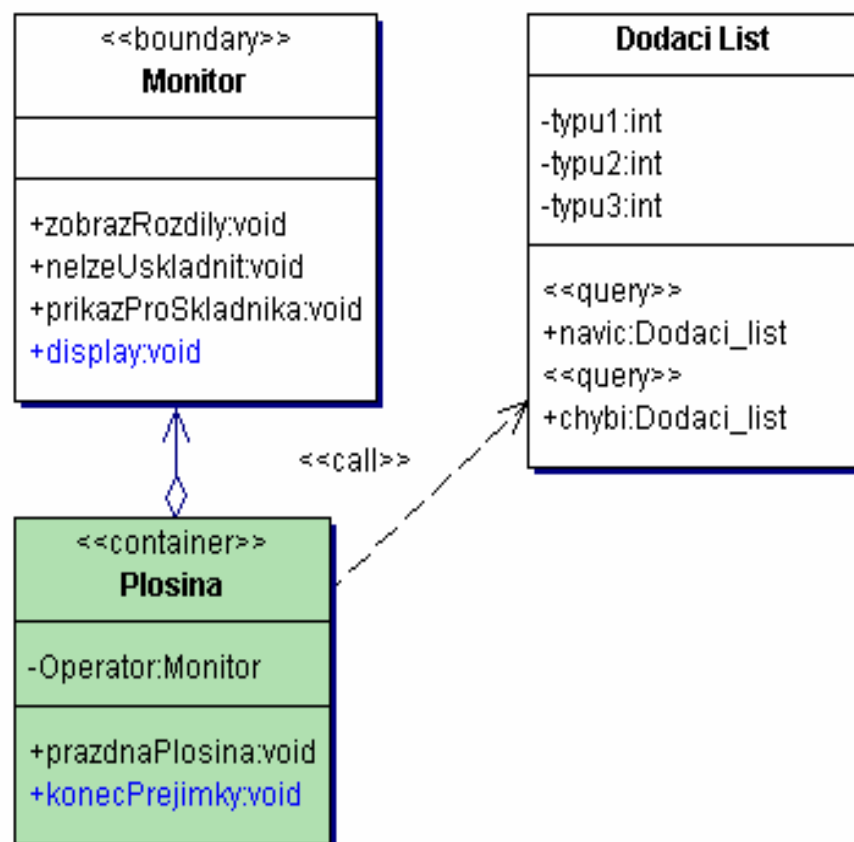 <<boundary>>
Monitor
+zobrazRozdily:void
+nelzeUskladnit:void
+prikazProSkladnika:void
+display:void
Dodaci List
-typu1:int
-typu2:int
-typu3:int
<<query>>
+navic:Dodaci_list
<<query>>
+chybi:Dodaci_list
<<call>>
<<container>>
Plosina
-Operator:Monitor
+prazdnaPlosina:void
+konecPrejimky:void